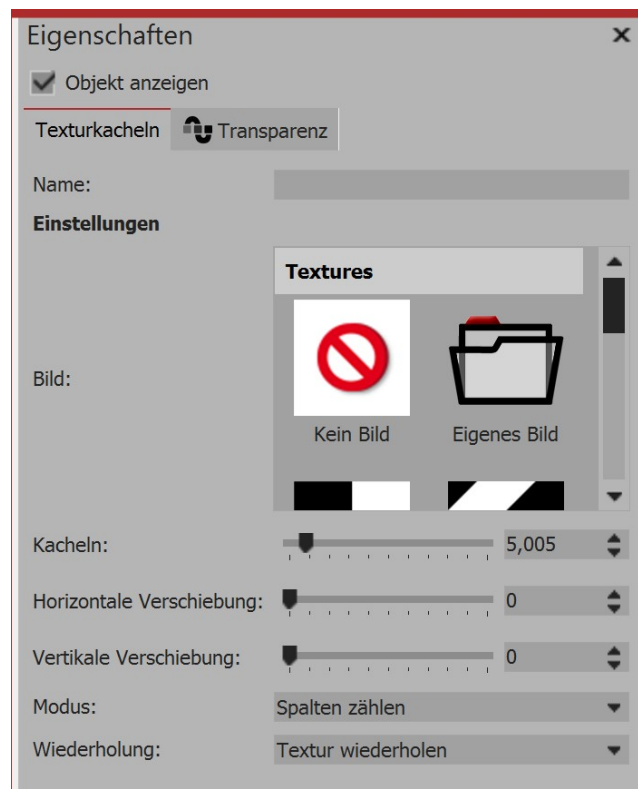 Eigenschaften
Objekt anzeigen
Texturkacheln Transparenz
Name:
Einstellungen
Textures
Bild:
Kein Bild Eigenes Bild
Kacheln: 5,005
Horizontale Verschiebung: 0
Vertikale Verschiebung: 0
Modus: Spalten zählen
Wiederholung: Textur wiederholen